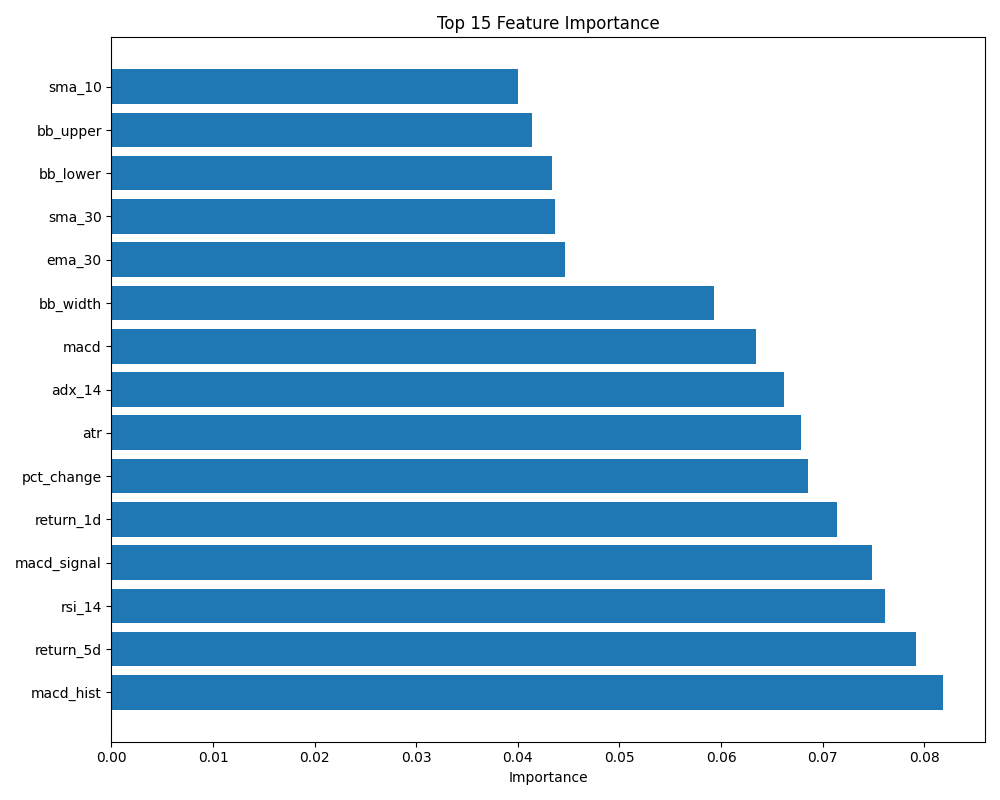 Top 15 Feature Importance
sma_10
bb_upper
bb_lower
sma_30
ema_30
bb_width
macd
adx_14
atr
pct_change
return_1d
macd_signal
rsi_14
return_5d
macd_hist
0.00 0.01 0.02 0.03 0.04 0.05 0.06 0.07 0.08
Importance